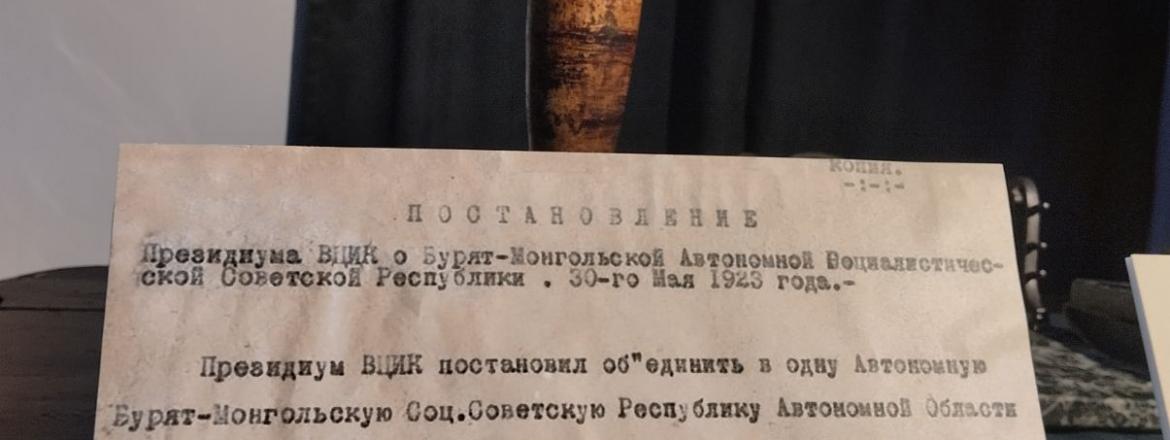 копия.
-:-:-
ПОСТАНОВЛЕНИЕ
Президиума ВЦИК о Бурят-Монгольской Автономной Социалистичес-
ской Советской Республики . 30-го Мая 1923 года.-
Президиум ВЦИК постановил об"единить в одну Автономную
Бурят-Монгольскую Соц.Советскую Республику Автономной Области